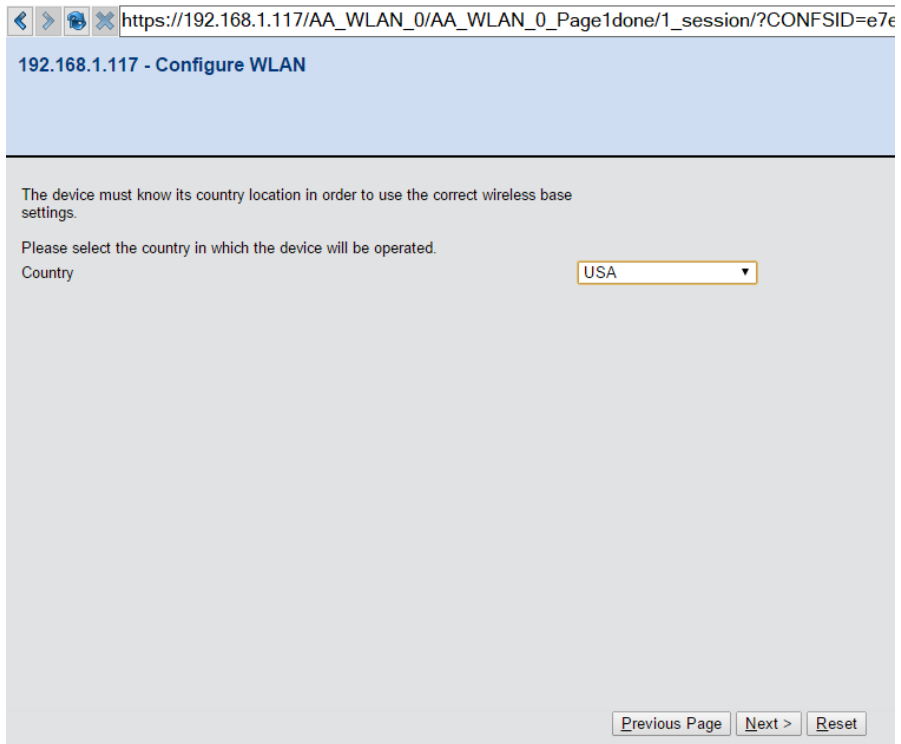 https://192.168.1.117/AA_WLAN_0/AA_WLAN_0_Page1done/1_session/?CONFSID=e7e
192.168.1.117 - Configure WLAN
The device must know its country location in order to use the correct wireless base
settings.
Please select the country in which the device will be operated.
Country USA
Previous Page Next > Reset